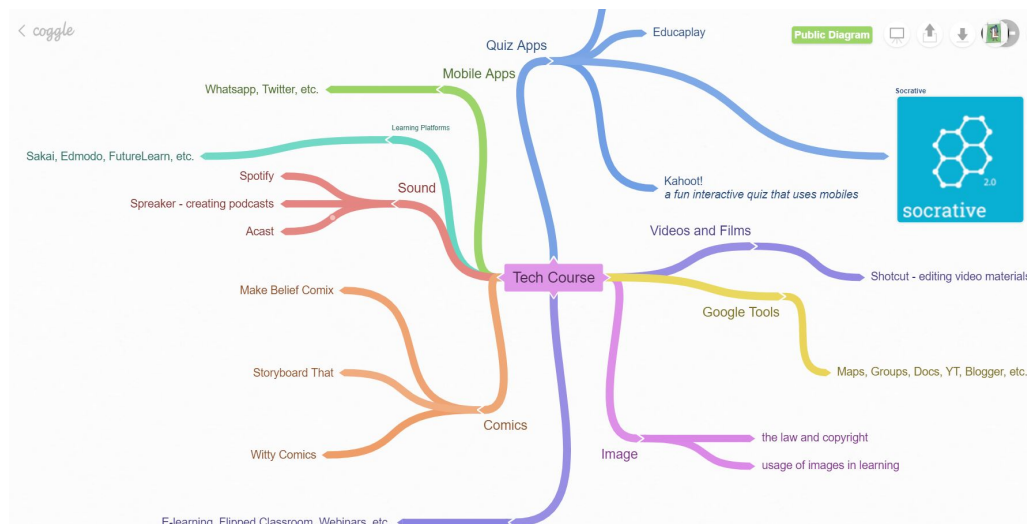 coggle
Public Diagram
Quiz Apps
Educaplay
Mobile Apps
Whatsapp, Twitter, etc.
Socrative
2.0
socrative
Learning Platforms
Sakai, Edmodo, FutureLearn, etc.
Spotify
Sound
Spreaker - creating podcasts
Acast
Kahoot!
a fun interactive quiz that uses mobiles
Videos and Films
Tech Course
Shotcut - editing video materials
Make Belief Comix
Google Tools
Storyboard That
Maps, Groups, Docs, YT, Blogger, etc.
Comics
Witty Comics
Image
the law and copyright
usage of images in learning
E-learning, Flipped Classroom, Webinars, etc.